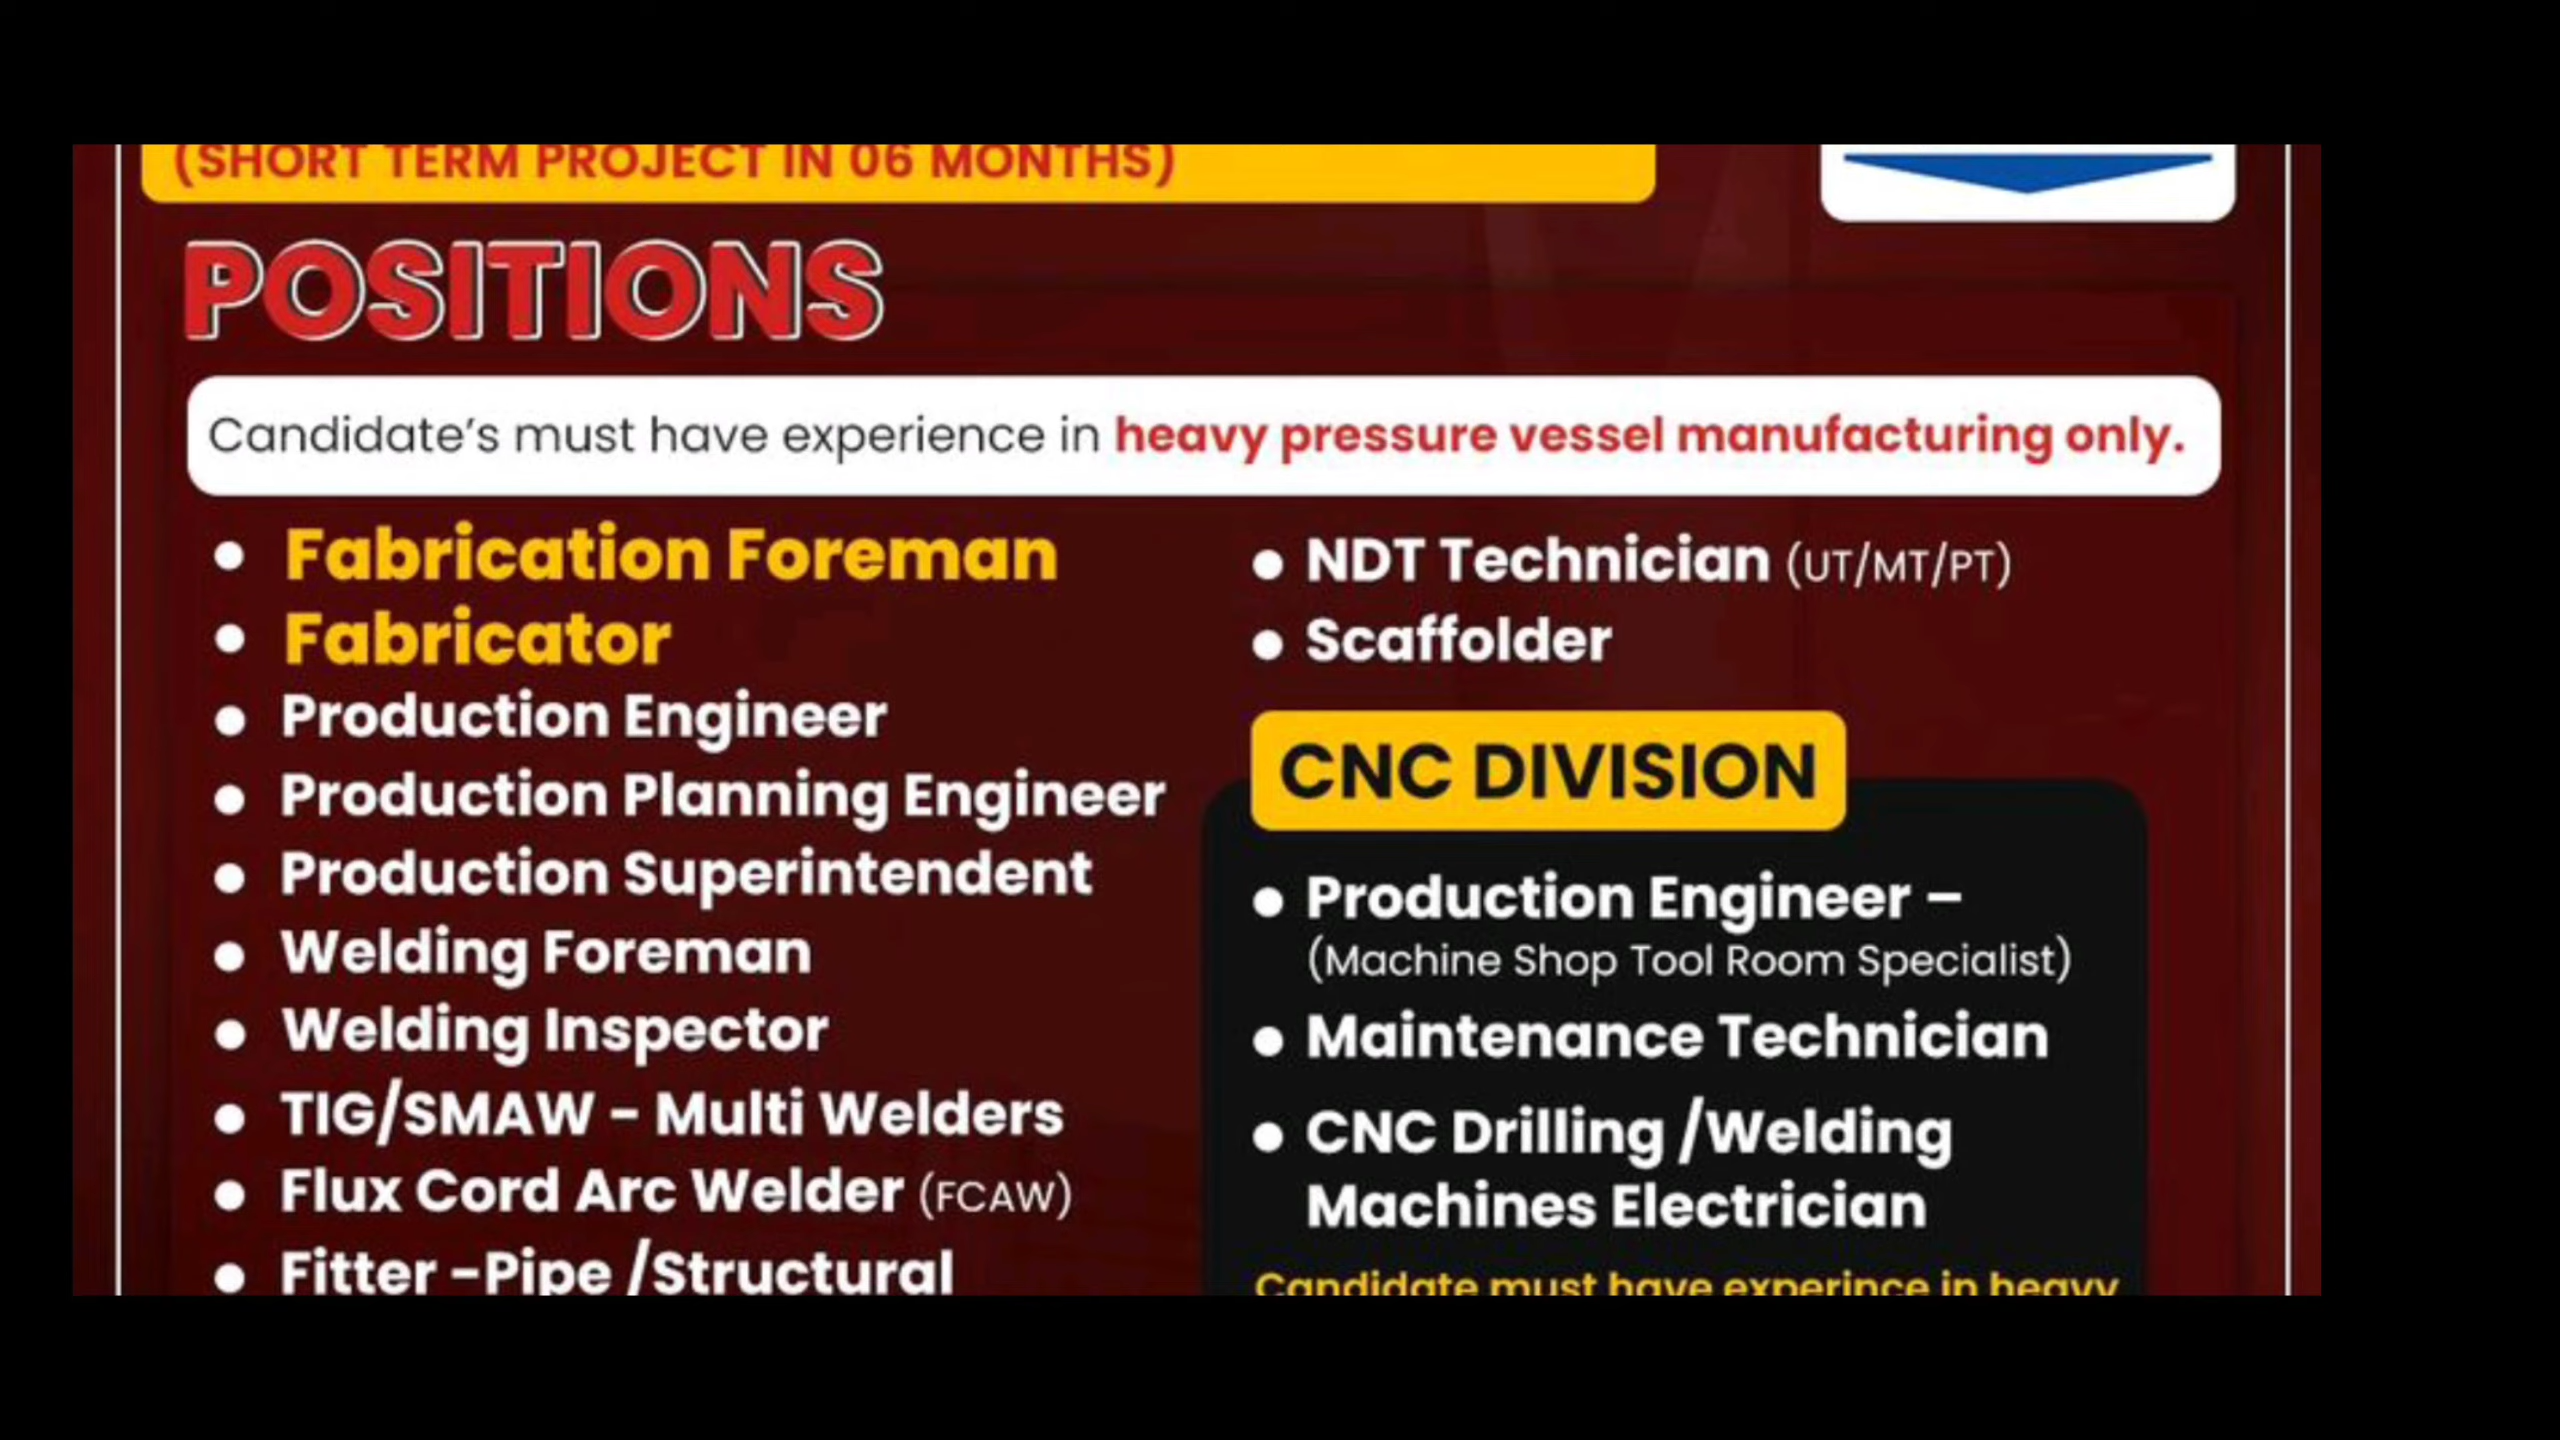 (SHORT TERM PROJECT IN 06 MONTHS)
POSITIONS
Candidate's must have experience in heavy pressure vessel manufacturing only.
• Fabrication Foreman
• Fabricator
• Production Engineer
• Production Planning Engineer
• Production Superintendent
• Welding Foreman
• Welding Inspector
• TIG/SMAW - Multi Welders
• Flux Cord Arc Welder (FCAW)
• Fitter -Pipe /Structural
• NDT Technician (UT/MT/PT)
• Scaffolder
CNC DIVISION
• Production Engineer –
(Machine Shop Tool Room Specialist)
• Maintenance Technician
• CNC Drilling /Welding
Machines Electrician
Candidate must have experince in heavy